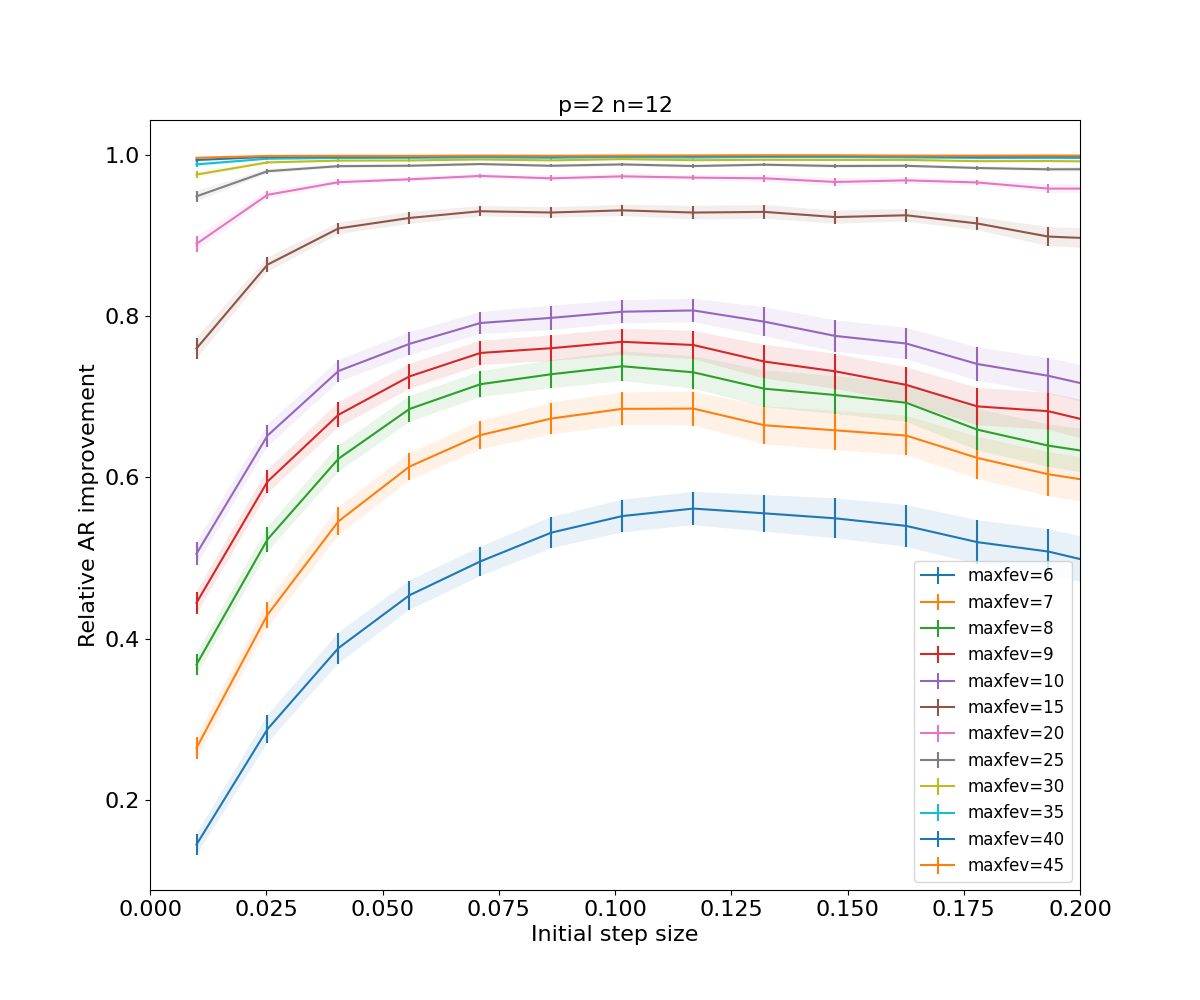 p=2 n=12
Relative AR improvement
1.0
0.8
0.6
0.4
0.2
0.000 0.025 0.050 0.075 0.100 0.125 0.150 0.175 0.200
Initial step size
maxfev=6
maxfev=7
maxfev=8
maxfev=9
maxfev=10
maxfev=15
maxfev=20
maxfev=25
maxfev=30
maxfev=35
maxfev=40
maxfev=45